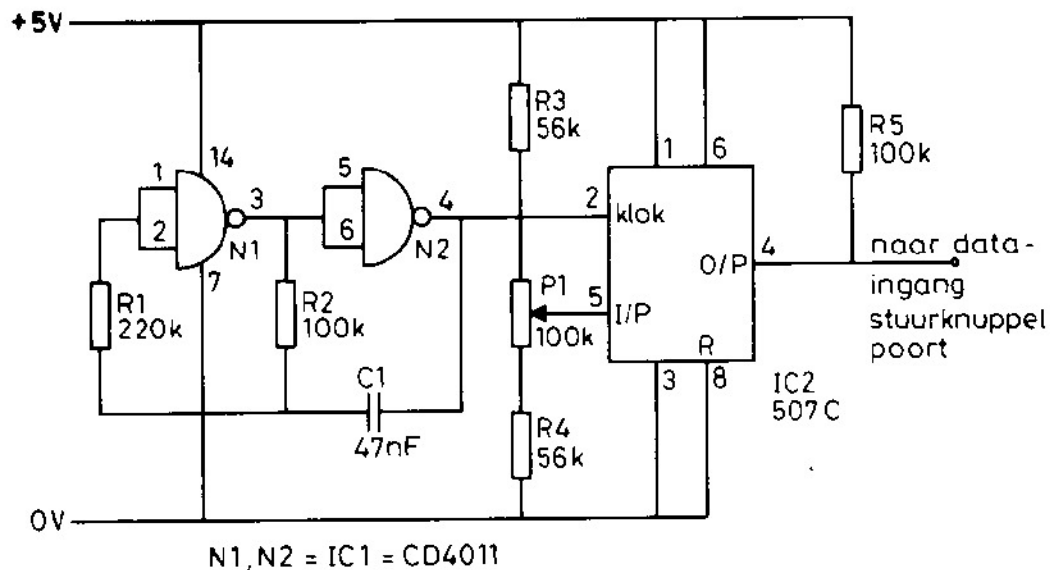 +5V
R3
56k
R5
100k
14
1
2
3
N1
7
5
6
4
N2
1
6
2
klok
4
O/P
naar data-
ingang
stuurknuppel
poort
R1
220k
R2
100k
P1
100k
5
I/P
R
3
8
IC2
507C
C1
47nF
R4
56k
0V
N1, N2 = IC1 = CD4011